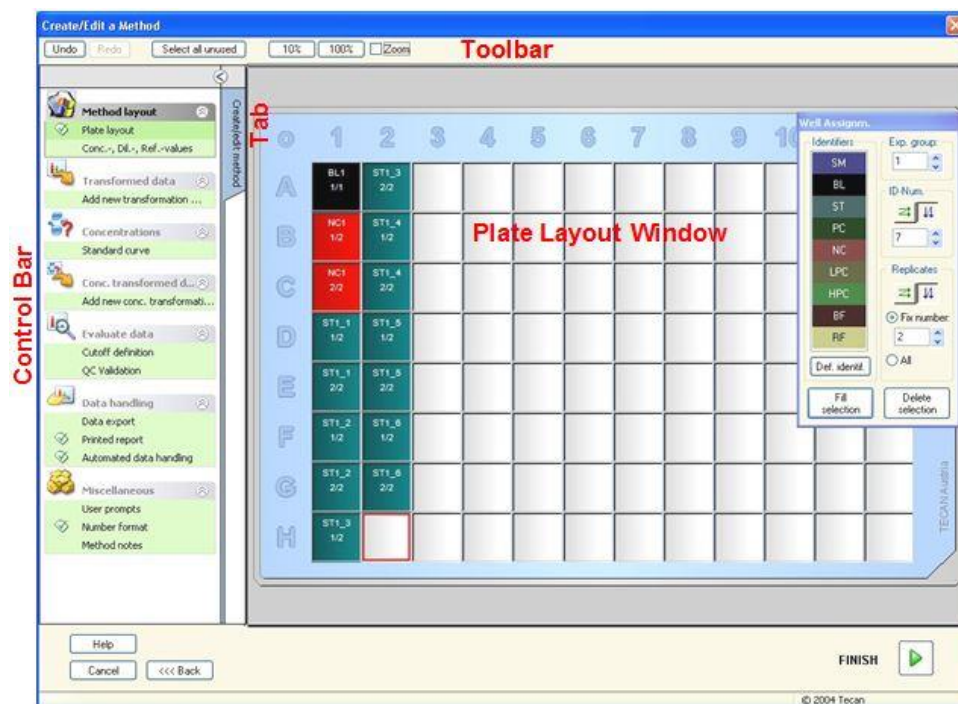 Create/Edit a Method
Undo Redo Select all unused 10% 100% Zoom Toolbar
Control Bar
Method layout
Plate layout
Conc.-, Dil.-, Ref.-values
Transformed data
Add new transformation ...
Concentrations
Standard curve
Conc. transformed d...
Add new conc. transformati...
Evaluate data
Cutoff definition
QC Validation
Data handling
Data export
Printed report
Automated data handling
Miscellaneous
User prompts
Number format
Method notes
Create/edit method
Tab
1 2 3 4 5 6 7 8 9 10
A BL1 ST1_3
1/1 2/2
B NC1 ST1_4
1/2 1/2
Plate Layout Window
C NC1 ST1_4
2/2 2/2
D ST1_1 ST1_5
1/2 1/2
E ST1_1 ST1_5
2/2 2/2
F ST1_2 ST1_6
1/2 1/2
G ST1_2 ST1_6
2/2 2/2
H ST1_3
1/2
TECAN Austria
Well Assignm.
Identifiers
SM
BL
ST
PC
NC
LPC
HPC
BF
RF
Def. identif.
Fill selection
Exp. group:
1
ID-Num.
7
Replicates
Fix number:
2
All
Delete selection
Help
Cancel <<< Back
FINISH
© 2004 Tecan